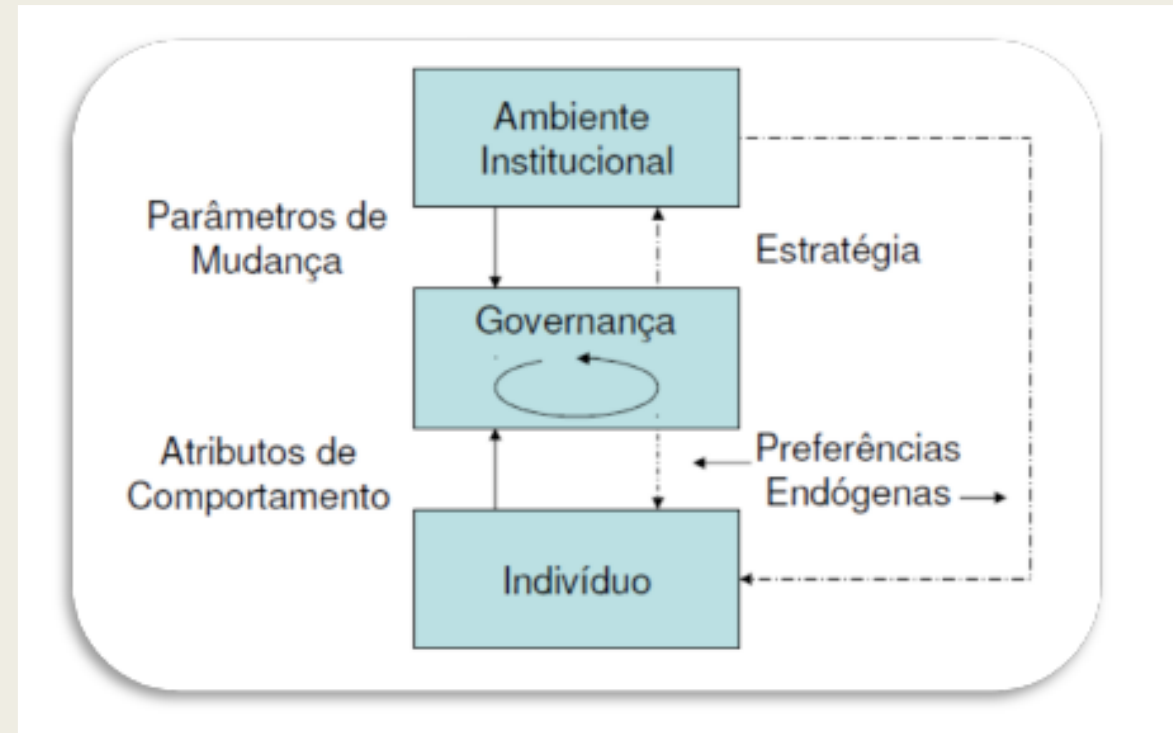 Ambiente
Institucional
Parâmetros de
Mudança
Estratégia
Governança
Atributos de
Comportamento
Preferências
Endógenas
Indivíduo